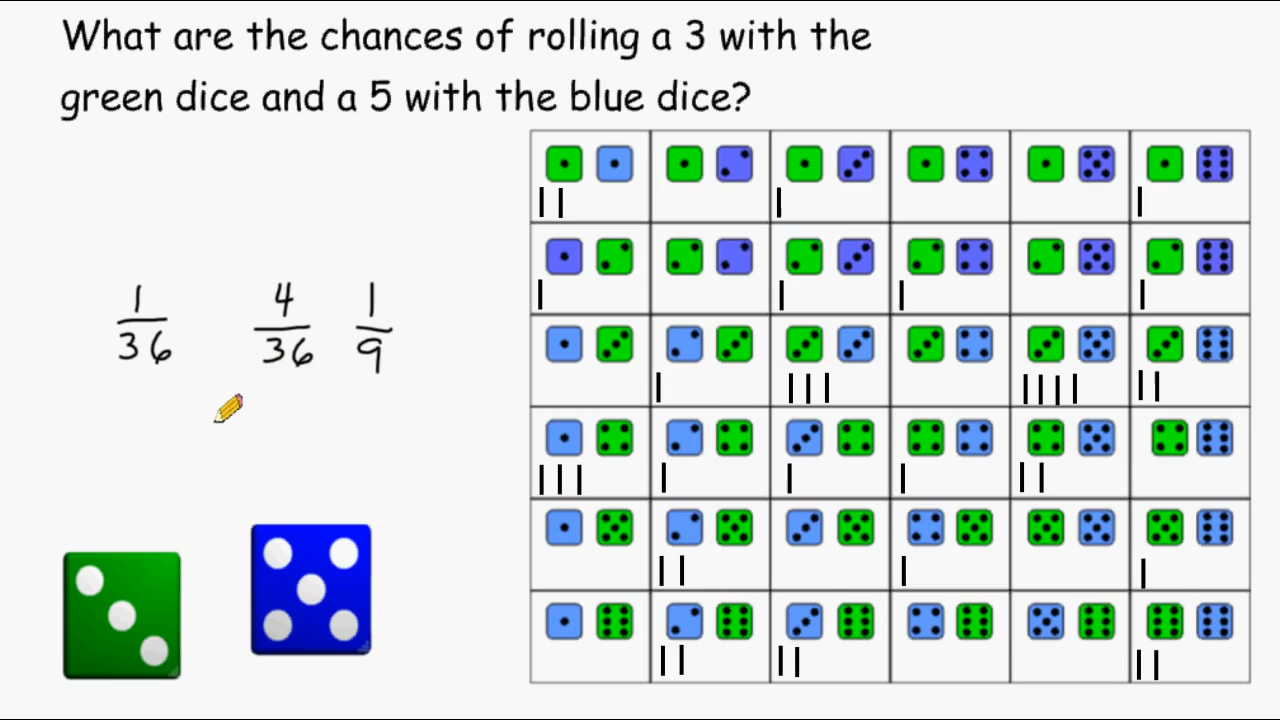 What are the chances of rolling a 3 with the
green dice and a 5 with the blue dice?
1/36 4/36 1/9